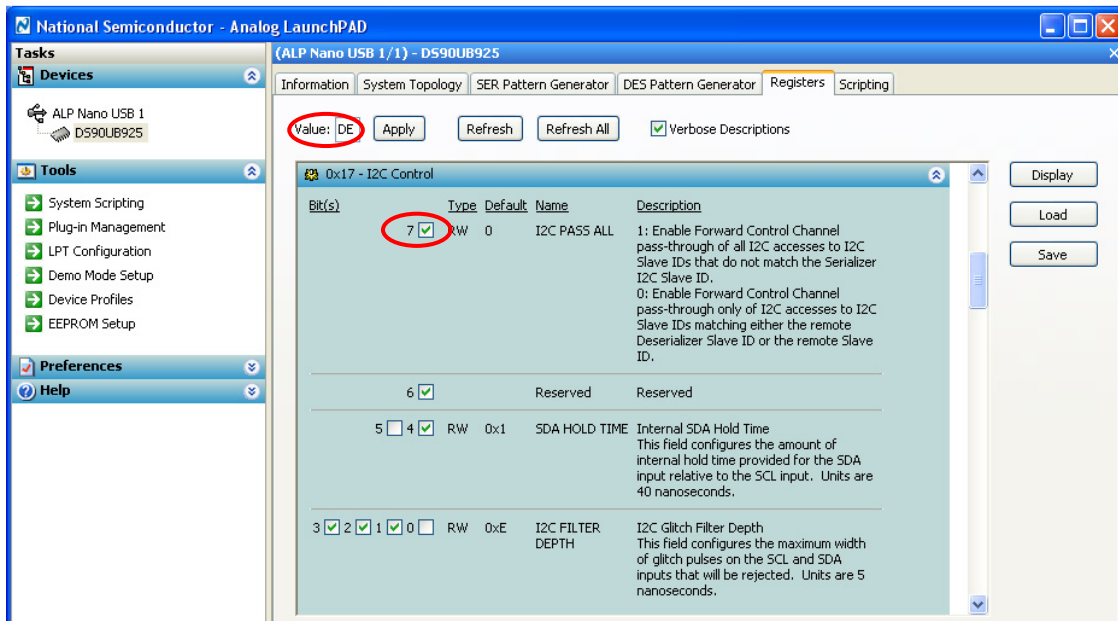 National Semiconductor - Analog LaunchPAD
Tasks
Devices
ALP Nano USB 1
DS90UB925
Tools
System Scripting
Plug-in Management
LPT Configuration
Demo Mode Setup
Device Profiles
EEPROM Setup
Preferences
Help
(ALP Nano USB 1/1) - DS90UB925
Information System Topology SER Pattern Generator DES Pattern Generator Registers Scripting
Value: DE Apply Refresh Refresh All Verbose Descriptions
0x17 - I2C Control
Bit(s) Type Default Name Description
7 RW 0 I2C PASS ALL 1: Enable Forward Control Channel
pass-through of all I2C accesses to I2C
Slave IDs that do not match the Serializer
I2C Slave ID.
0: Enable Forward Control Channel
pass-through only of I2C accesses to I2C
Slave IDs matching either the remote
Deserializer Slave ID or the remote Slave
ID.
6 Reserved Reserved
5 4 RW 0x1 SDA HOLD TIME Internal SDA Hold Time
This field configures the amount of
internal hold time provided for the SDA
input relative to the SCL input. Units are
40 nanoseconds.
3 2 1 0 RW 0xE I2C FILTER I2C Glitch Filter Depth
DEPTH This field configures the maximum width
of glitch pulses on the SCL and SDA
inputs that will be rejected. Units are 5
nanoseconds.
Display
Load
Save